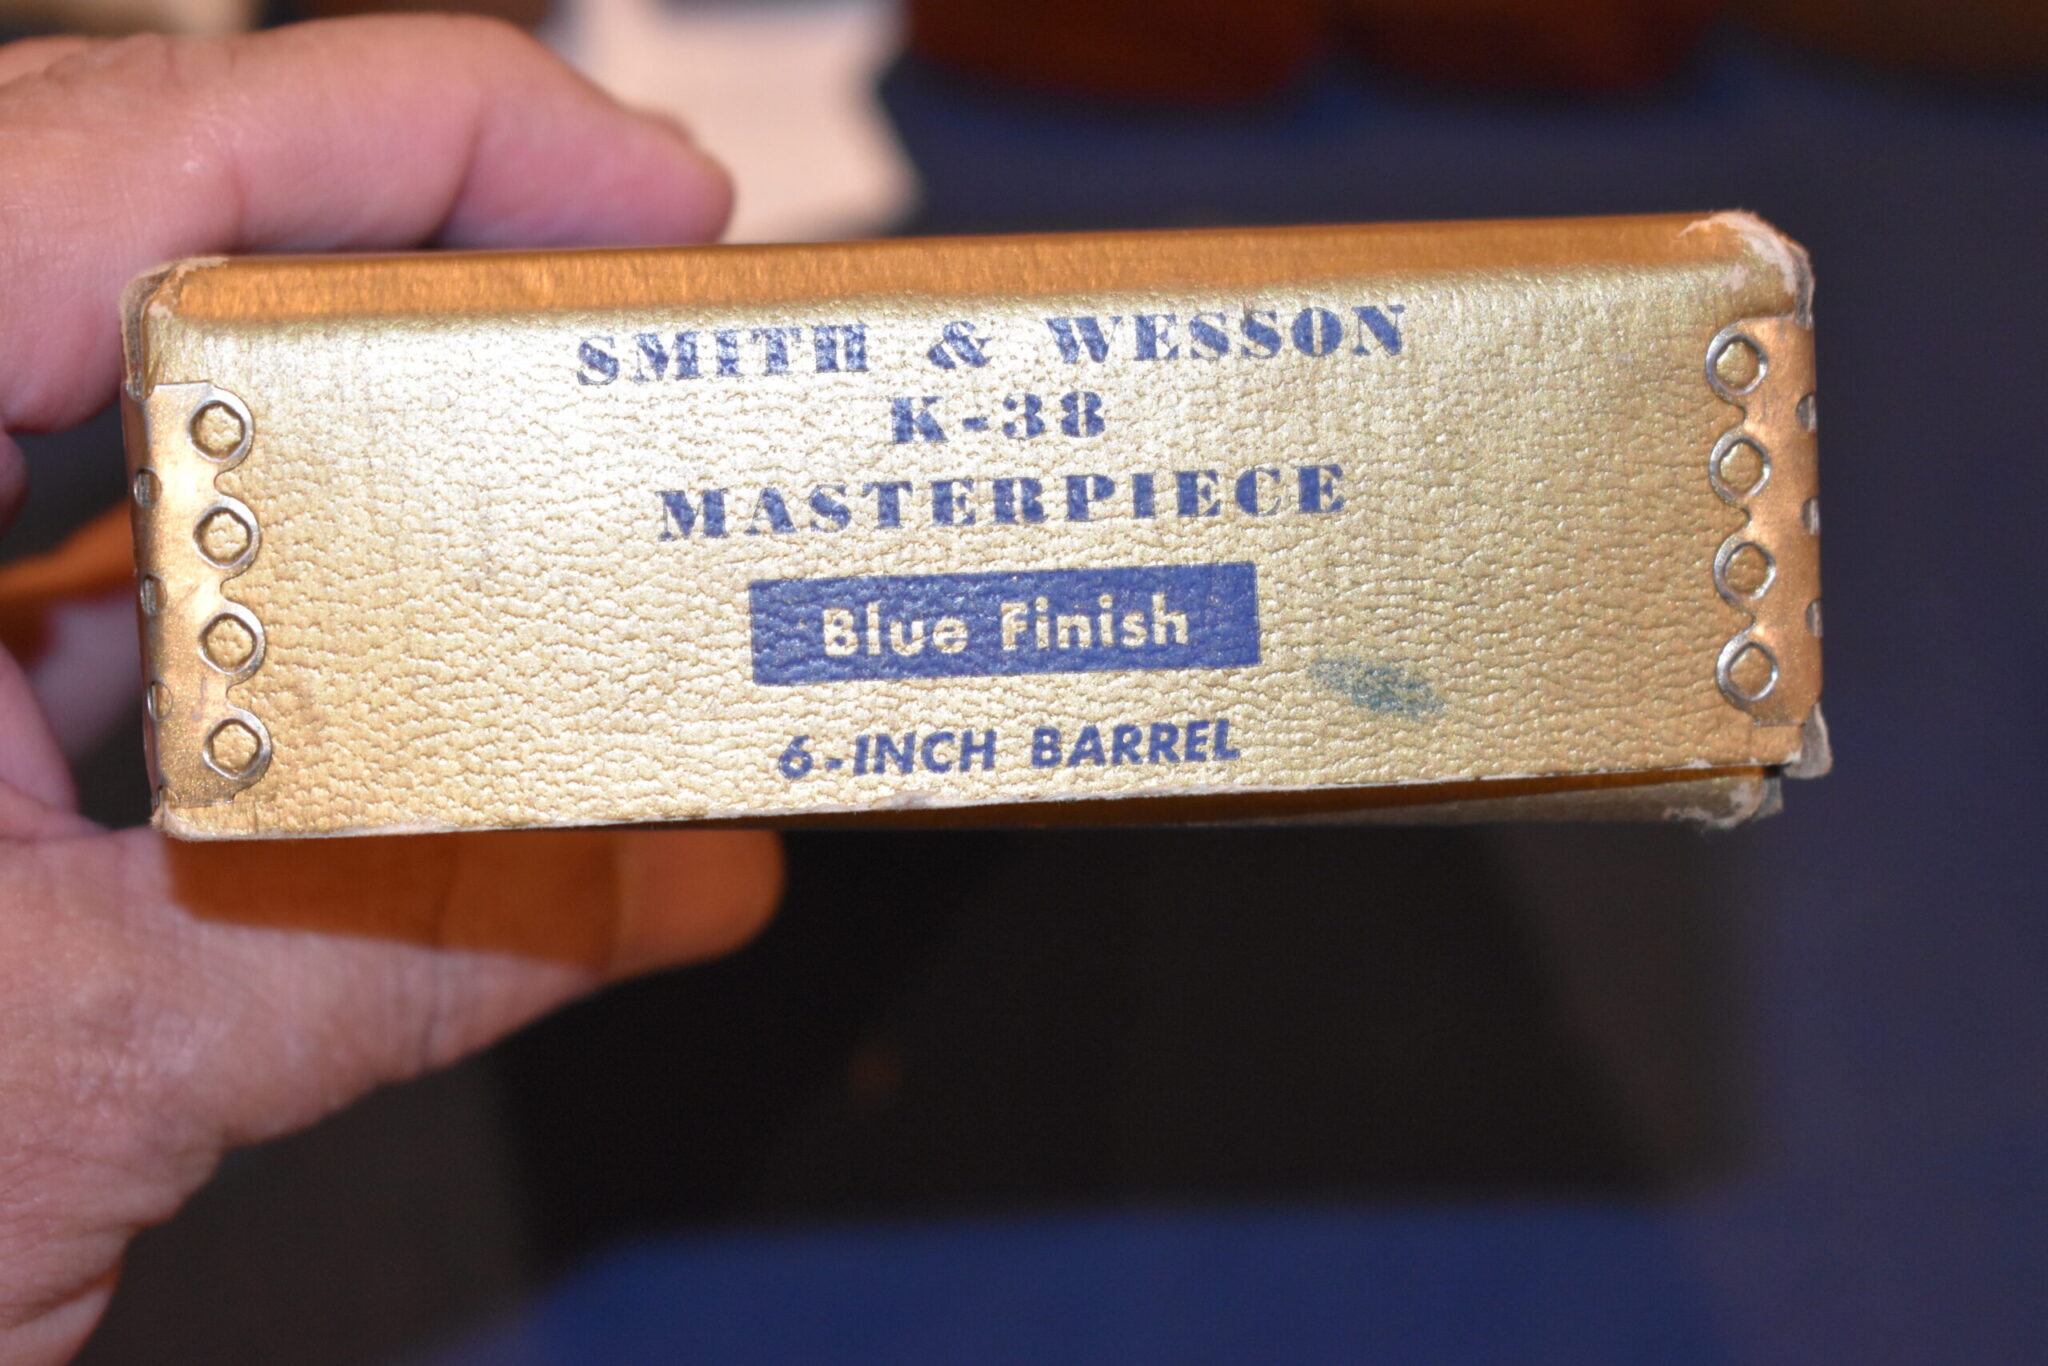 SMITH & WESSON
K-38
MASTERPIECE
Blue Finish
6-INCH BARREL